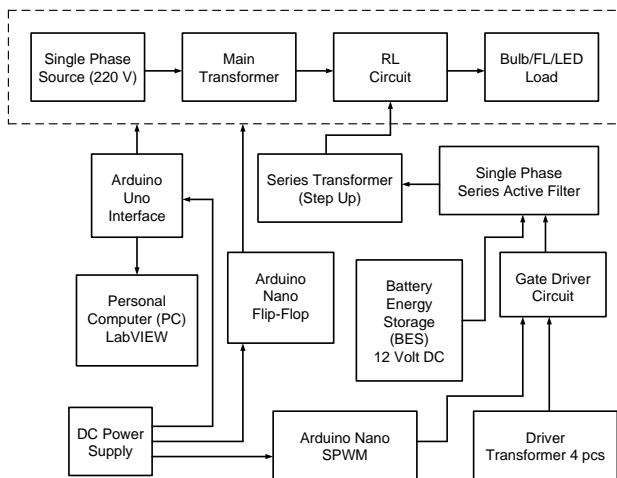 Single Phase
Source (220 V)
Main
Transformer
RL
Circuit
Bulb/FL/LED
Load
Arduino
Uno
Interface
Series Transformer
(Step Up)
Single Phase
Series Active Filter
Personal
Computer (PC)
LabVIEW
Arduino
Nano
Flip-Flop
Battery
Energy
Storage
(BES)
12 Volt DC
Gate Driver
Circuit
DC Power
Supply
Arduino Nano
SPWM
Driver
Transformer 4 pcs